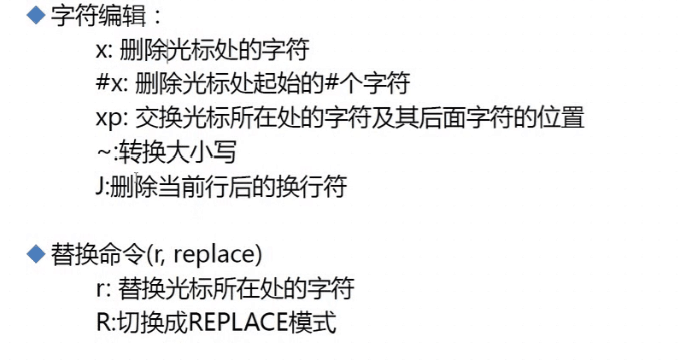 字符编辑：
x: 删除光标处的字符
#x: 删除光标处起始的#个字符
xp: 交换光标所在处的字符及其后面字符的位置
~:转换大小写
J:删除当前行后的换行符
替换命令(r, replace)
r: 替换光标所在处的字符
R:切换成REPLACE模式